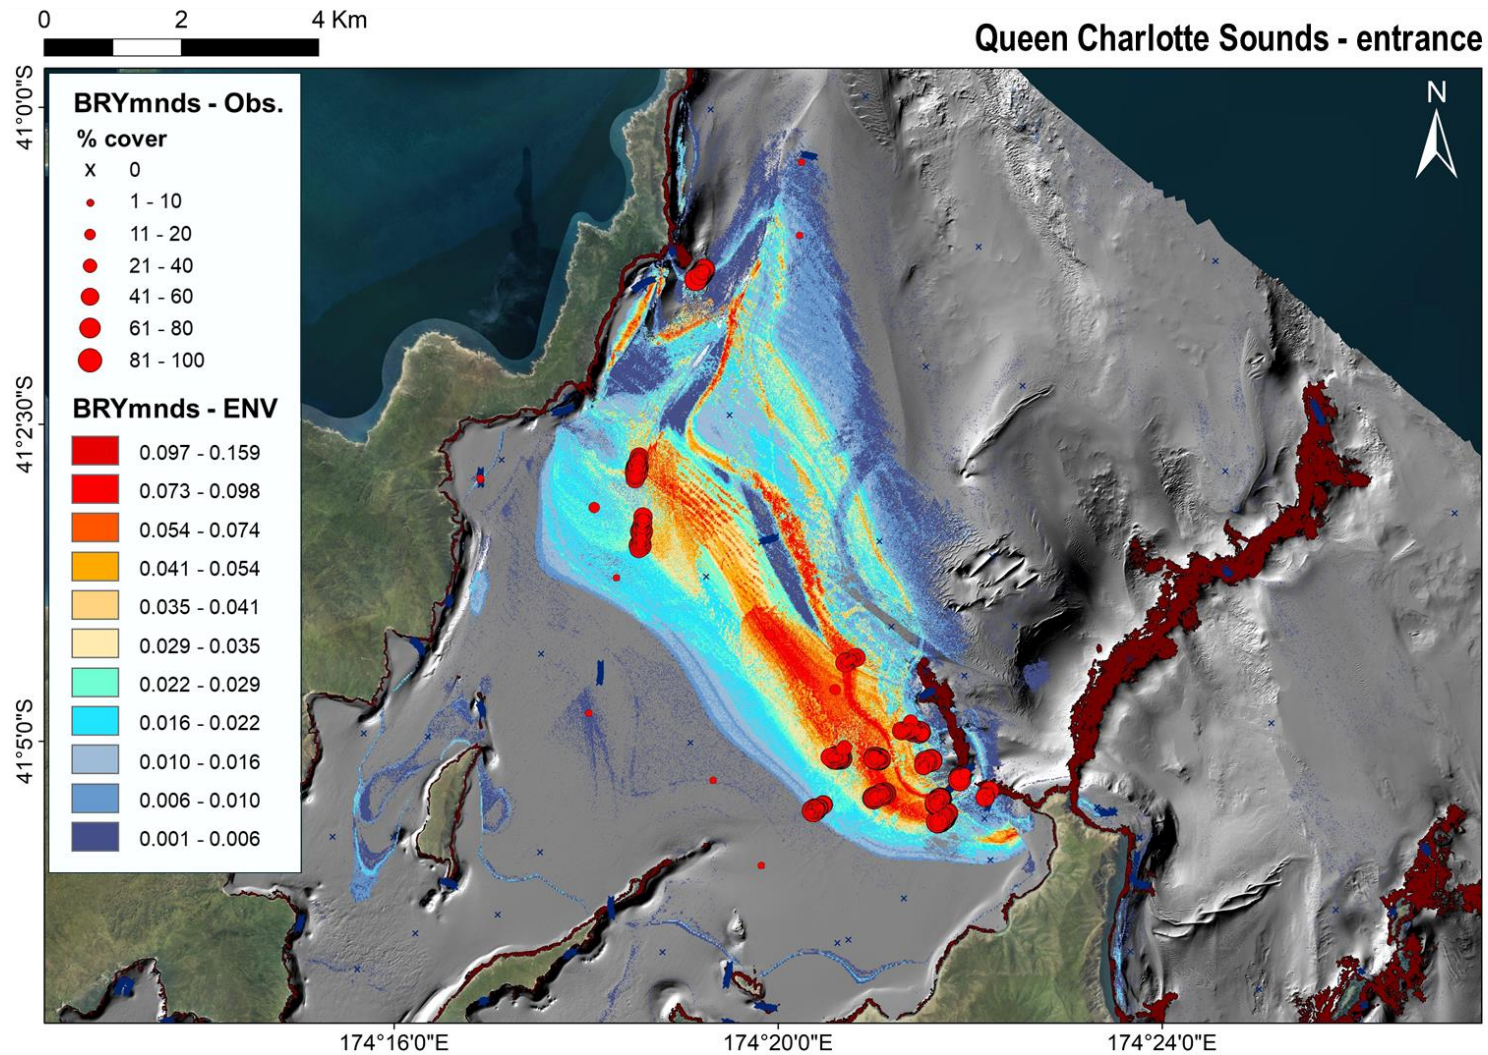 0 2 4 Km
Queen Charlotte Sounds - entrance
BRYmnds - Obs.
% cover
x 0
1 - 10
11 - 20
21 - 40
41 - 60
61 - 80
81 - 100
BRYmnds - ENV
0.097 - 0.159
0.073 - 0.098
0.054 - 0.074
0.041 - 0.054
0.035 - 0.041
0.029 - 0.035
0.022 - 0.029
0.016 - 0.022
0.010 - 0.016
0.006 - 0.010
0.001 - 0.006
N
41°0'0"S
41°2'30"S
41°5'0"S
174°16'0"E 174°20'0"E 174°24'0"E